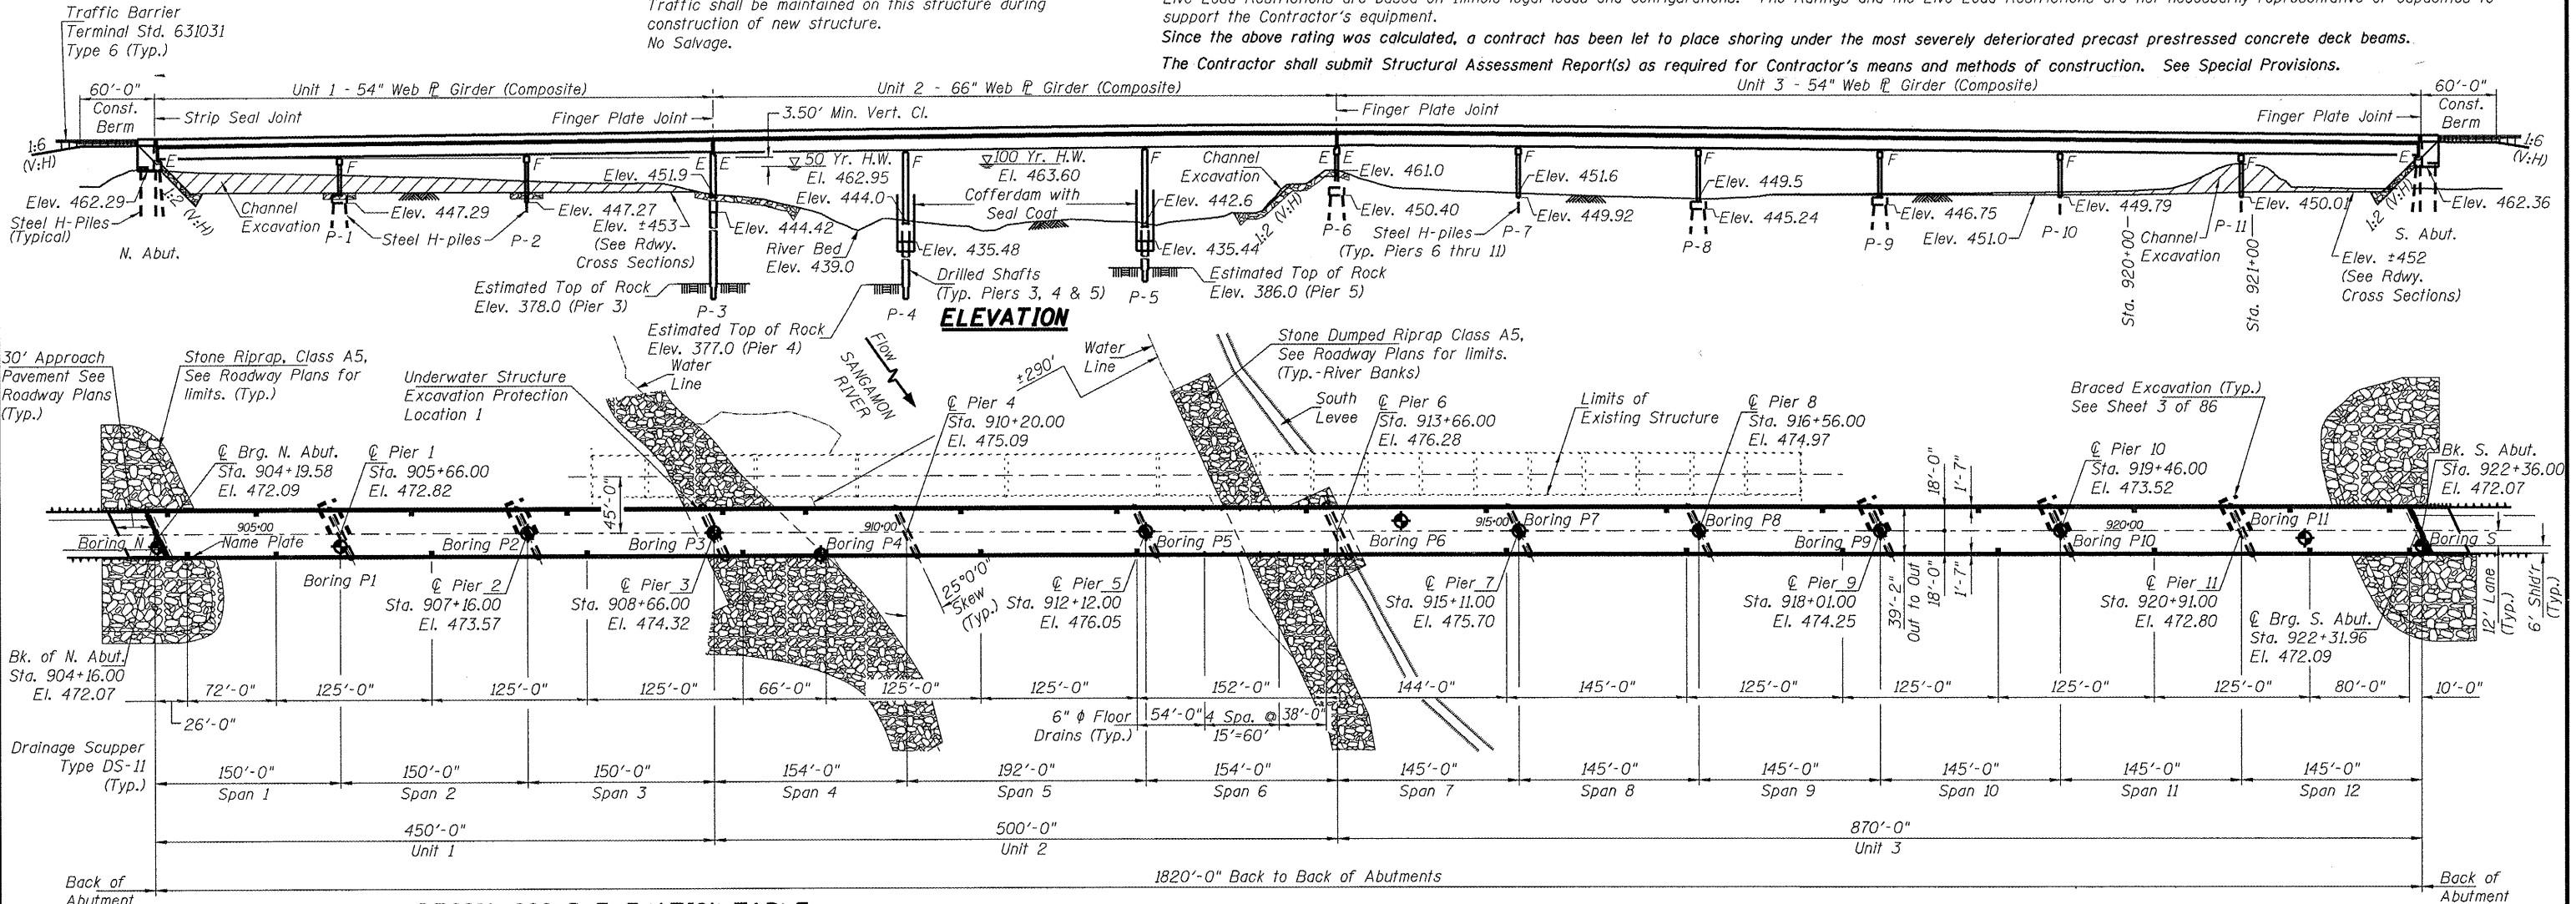 Traffic Barrier
Terminal Std. 631031
Type 6 (Typ.)
Traffic shall be maintained on this structure during
construction of new structure.
No Salvage.
Live Load Restrictions are based on Illinois legal loads and configurations. The Ratings and the Live Load Restrictions are not necessarily representative of capacities to
support the Contractor's equipment.
Since the above rating was calculated, a contract has been let to place shoring under the most severely deteriorated precast prestressed concrete deck beams.
The Contractor shall submit Structural Assessment Report(s) as required for Contractor's means and methods of construction. See Special Provisions.
60'-0"
Const.
Berm
Unit 1 - 54" Web ℙ Girder (Composite)
Unit 2 - 66" Web ℙ Girder (Composite)
Unit 3 - 54" Web ℙ Girder (Composite)
60'-0"
Const.
Berm
Strip Seal Joint
Finger Plate Joint
3.50' Min. Vert. Cl.
Finger Plate Joint
Finger Plate Joint
1:6
(V:H)
E
F
F
E
E
F
F
E
E
F
F
F
F
F
E
1:6
(V:H)
50 Yr. H.W.
El. 462.95
100 Yr. H.W.
El. 463.60
Channel
Excavation
Elev. 461.0
Elev. 451.6
Elev. 449.5
Elev. 451.9
Elev. 444.0
Cofferdam with
Seal Coat
Elev. 442.6
Elev. 462.29
Steel H-Piles
(Typical)
1:2 (V:H)
Channel
Excavation
P-1
Elev. 447.29
Steel H-piles
P-2
Elev. 447.27
Elev. ±453
(See Rdwy.
Cross Sections)
Elev. 444.42
River Bed
Elev. 439.0
Elev. 435.48
Elev. 435.44
1:2 (V:H)
P-6
Elev. 450.40
Steel H-piles
(Typ. Piers 6 thru 11)
P-7
Elev. 449.92
P-8
Elev. 445.24
P-9
Elev. 446.75
Elev. 451.0
P-10
Elev. 449.79
Sta. 920+00
Channel
Excavation
P-11
Elev. 450.01
Sta. 921+00
1:2 (V:H)
Elev. 462.36
S. Abut.
Elev. ±452
(See Rdwy.
Cross Sections)
N. Abut.
Estimated Top of Rock
Elev. 378.0 (Pier 3)
P-3
Estimated Top of Rock
Elev. 377.0 (Pier 4)
P-4
Drilled Shafts
(Typ. Piers 3, 4 & 5)
P-5
Estimated Top of Rock
Elev. 386.0 (Pier 5)
ELEVATION
30' Approach
Pavement See
Roadway Plans
(Typ.)
Stone Riprap, Class A5,
See Roadway Plans for
limits. (Typ.)
Underwater Structure
Excavation Protection
Location 1
Water
Line
Flow
SANGAMON
RIVER
±290'
Water
Line
Stone Dumped Riprap Class A5,
See Roadway Plans for limits.
(Typ.-River Banks)
South
Levee
Limits of
Existing Structure
Braced Excavation (Typ.)
See Sheet 3 of 86
℄ Brg. N. Abut.
Sta. 904+19.58
El. 472.09
℄ Pier 1
Sta. 905+66.00
El. 472.82
℄ Pier 4
Sta. 910+20.00
El. 475.09
℄ Pier 6
Sta. 913+66.00
El. 476.28
℄ Pier 8
Sta. 916+56.00
El. 474.97
℄ Pier 10
Sta. 919+46.00
El. 473.52
Bk. S. Abut.
Sta. 922+36.00
El. 472.07
45'-0"
18'-0"
1'-7"
905+00
910+00
915+00
920+00
Boring N
Name Plate
Boring P1
Boring P2
Boring P3
Boring P4
Boring P5
Boring P6
Boring P7
Boring P8
Boring P9
Boring P10
Boring P11
Boring S
℄ Pier 2
Sta. 907+16.00
El. 473.57
℄ Pier 3
Sta. 908+66.00
El. 474.32
25°0'0"
Skew
(Typ.)
℄ Pier 5
Sta. 912+12.00
El. 476.05
℄ Pier 7
Sta. 915+11.00
El. 475.70
℄ Pier 9
Sta. 918+01.00
El. 474.25
39'-2"
Out to Out
18'-0"
1'-7"
℄ Pier 11
Sta. 920+91.00
El. 472.80
℄ Brg. S. Abut.
Sta. 922+31.96
El. 472.09
12' Lane
(Typ.)
6' Shld'r
(Typ.)
Bk. of N. Abut.
Sta. 904+16.00
El. 472.07
72'-0"
125'-0"
125'-0"
125'-0"
66'-0"
125'-0"
125'-0"
152'-0"
144'-0"
145'-0"
125'-0"
125'-0"
125'-0"
125'-0"
80'-0"
10'-0"
26'-0"
6" ϕ Floor
Drains (Typ.)
54'-0"
4 Spa. @
15'=60'
38'-0"
Drainage Scupper
Type DS-11
(Typ.)
150'-0"
150'-0"
150'-0"
154'-0"
192'-0"
154'-0"
145'-0"
145'-0"
145'-0"
145'-0"
145'-0"
145'-0"
Span 1
Span 2
Span 3
Span 4
Span 5
Span 6
Span 7
Span 8
Span 9
Span 10
Span 11
Span 12
450'-0"
500'-0"
870'-0"
Unit 1
Unit 2
Unit 3
Back of
Abutment
1820'-0" Back to Back of Abutments
Back of
Abutment